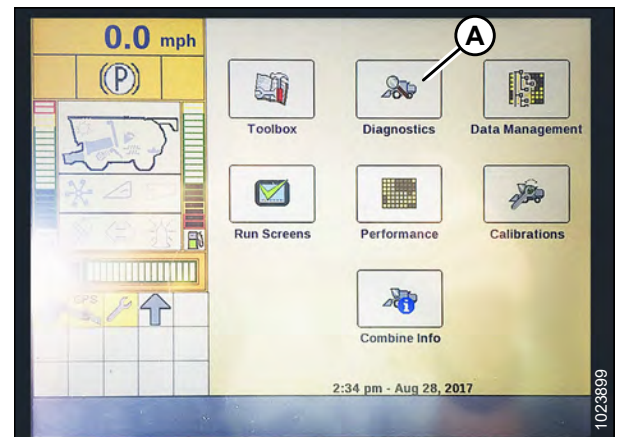 0.0 mph
A
(P)
Toolbox
Diagnostics
Data Management
Run Screens
Performance
Calibrations
GPS
Combine Info
2:34 pm - Aug 28, 2017
1023899